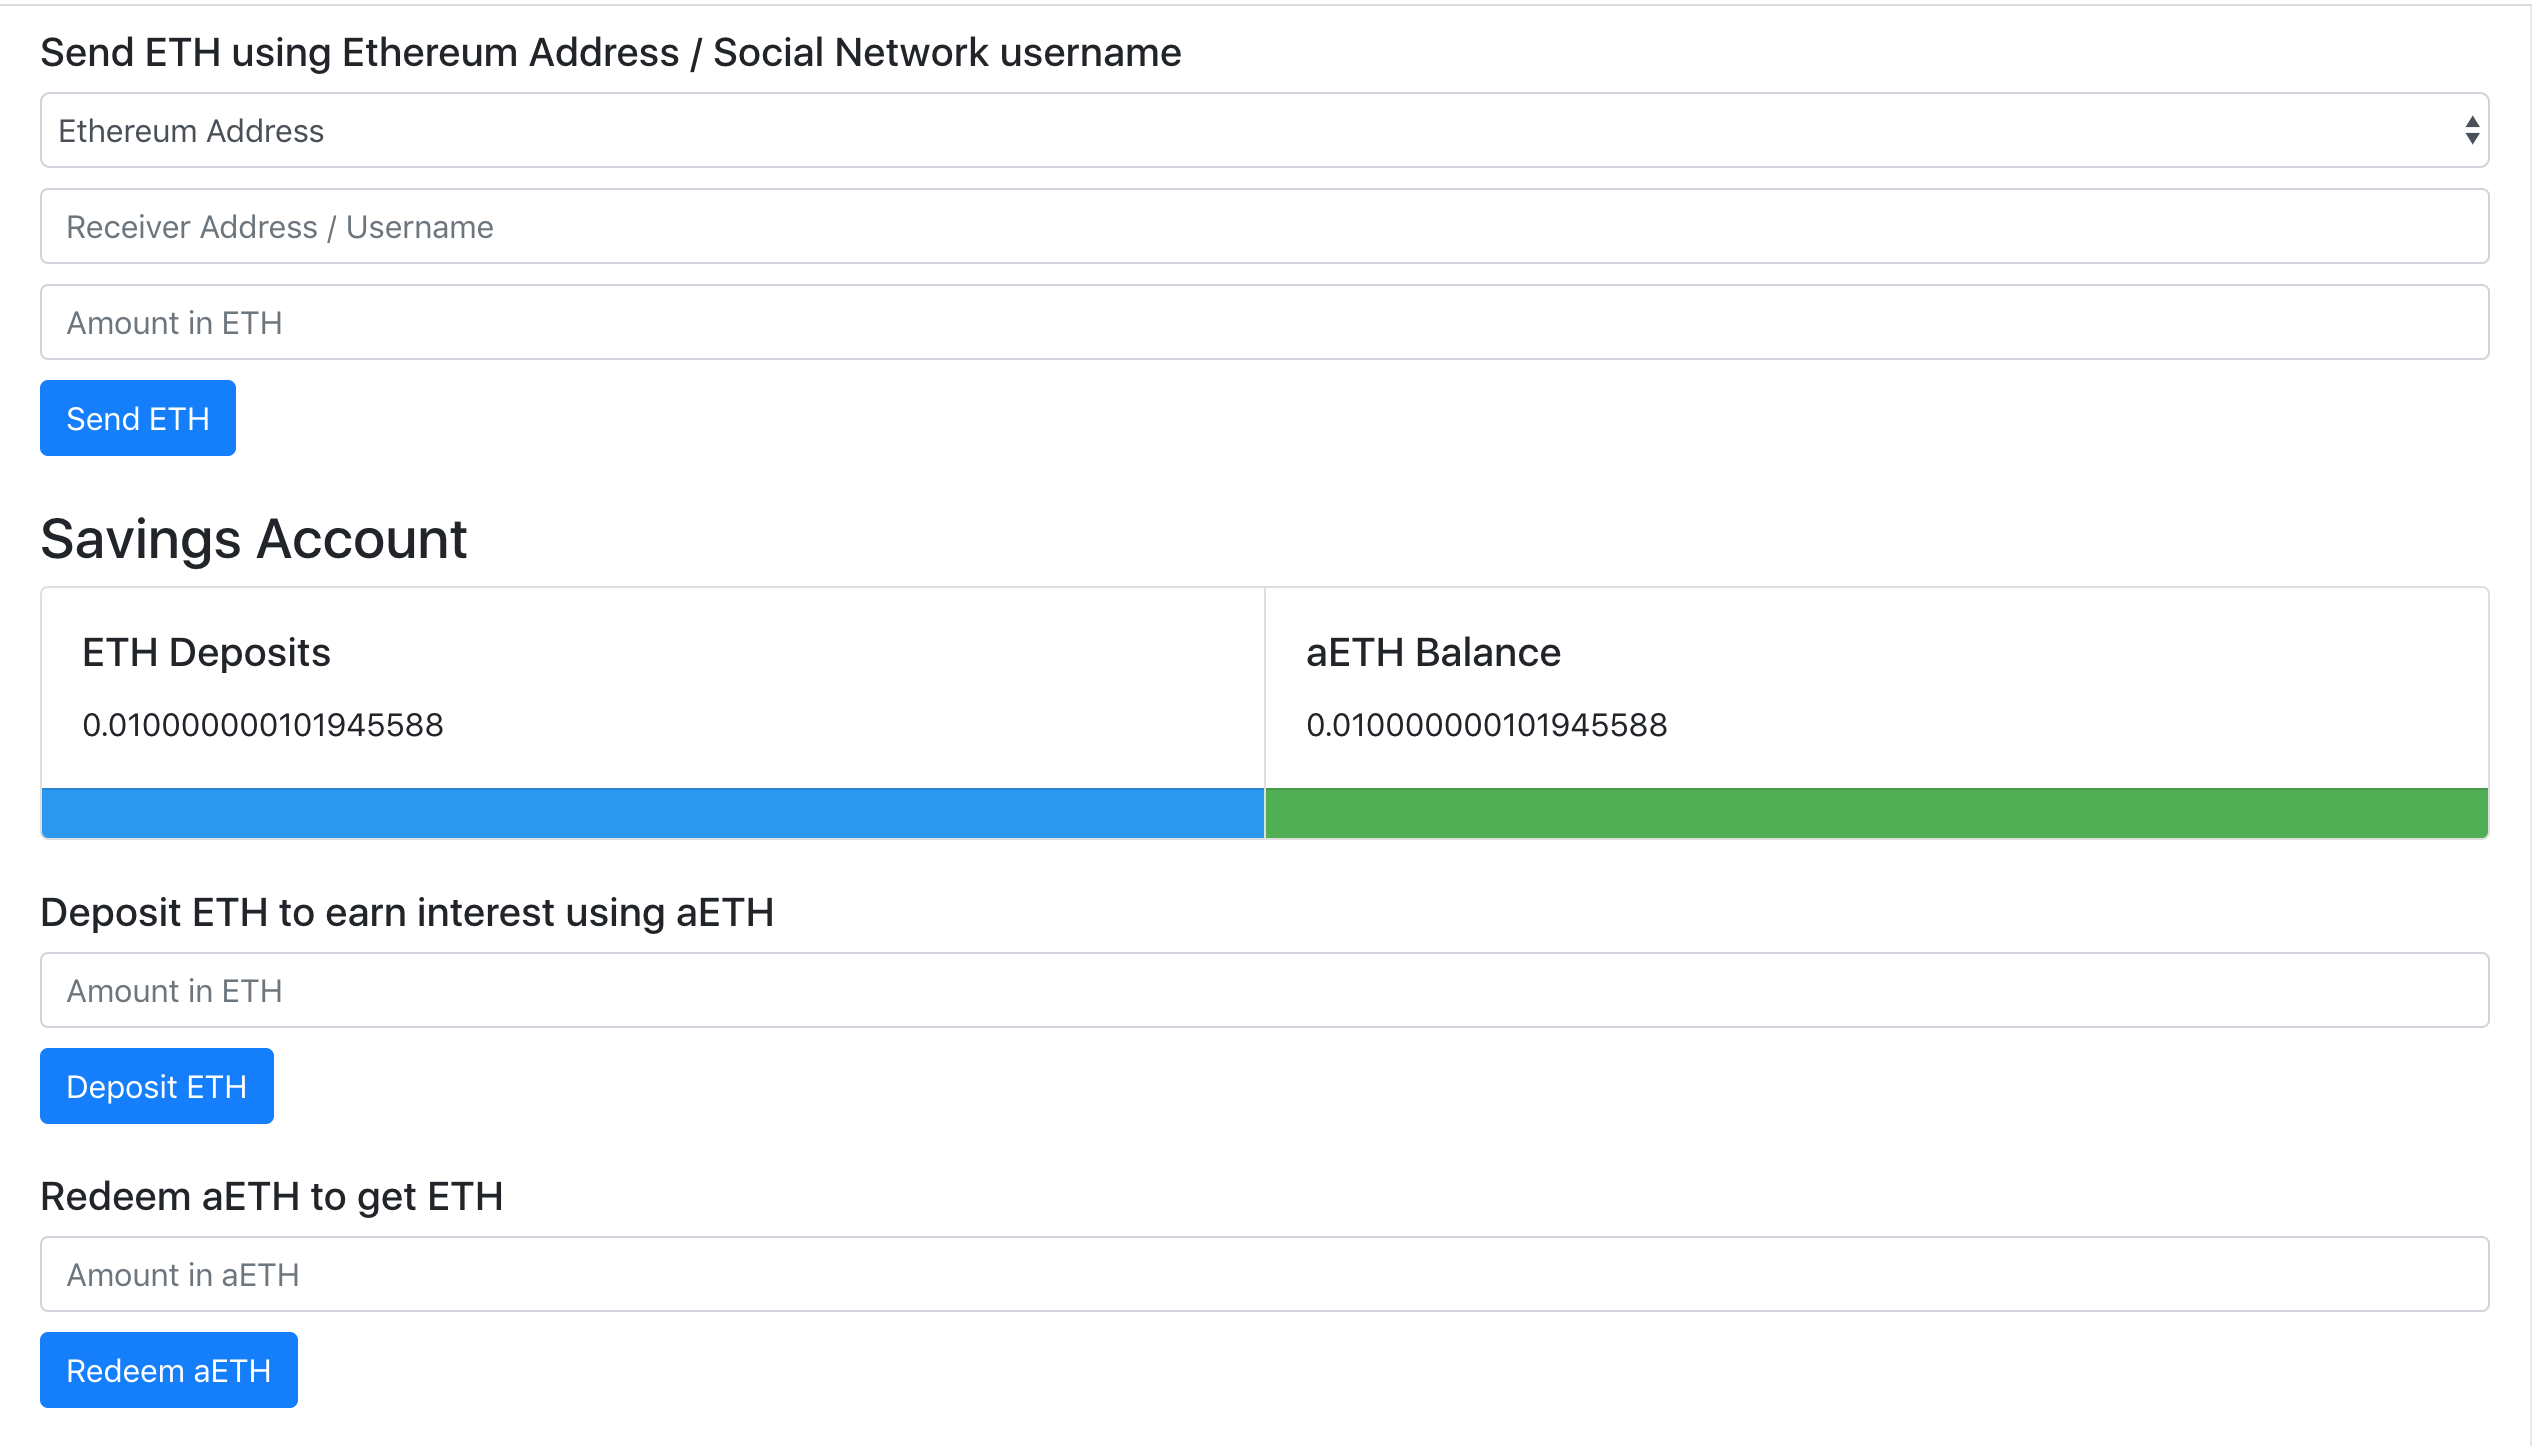 Send ETH using Ethereum Address / Social Network username
Ethereum Address
Receiver Address / Username
Amount in ETH
Send ETH
Savings Account
ETH Deposits
0.010000000101945588
aETH Balance
0.010000000101945588
Deposit ETH to earn interest using aETH
Amount in ETH
Deposit ETH
Redeem aETH to get ETH
Amount in aETH
Redeem aETH